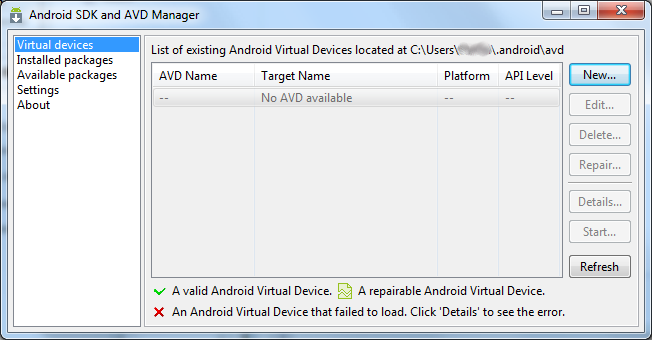 Android SDK and AVD Manager
Virtual devices
Installed packages
Available packages
Settings
About
List of existing Android Virtual Devices located at C:\Users\ \.android\avd
AVD Name Target Name Platform API Level
-- No AVD available -- --
New...
Edit...
Delete...
Repair...
Details...
Start...
Refresh
A valid Android Virtual Device. A repairable Android Virtual Device.
An Android Virtual Device that failed to load. Click 'Details' to see the error.